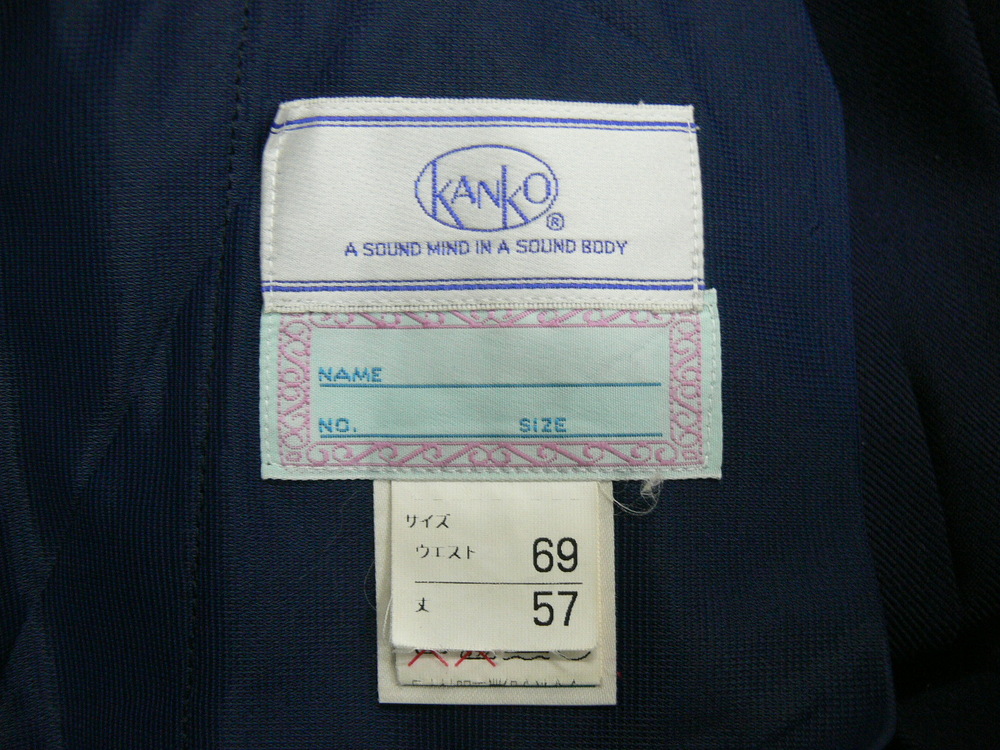 KANKO®
A SOUND MIND IN A SOUND BODY
NAME
NO. SIZE
サイズ
ウエスト 69
丈 57